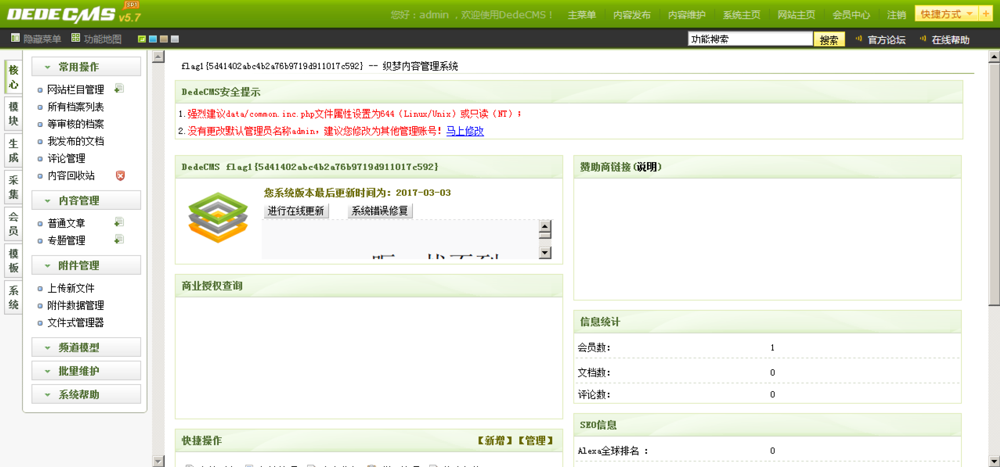 DEDECMS v5.7 SP1
您好：admin ，欢迎使用DedeCMS！ 主菜单 内容发布 内容维护 系统主页 网站主页 会员中心 注销 快捷方式 +
隐藏菜单 功能地图 功能搜索 搜索 官方论坛 在线帮助
核心
模块
生成
采集
会员
模板
系统
常用操作
网站栏目管理
所有档案列表
等审核的档案
我发布的文档
评论管理
内容回收站
内容管理
普通文章
专题管理
附件管理
上传新文件
附件数据管理
文件式管理器
频道模型
批量维护
系统帮助
flag1{5d41402abc4b2a76b9719d911017c592} -- 织梦内容管理系统
DedeCMS安全提示
1.强烈建议data/common.inc.php文件属性设置为644（Linux/Unix）或只读（NT）；
2.没有更改默认管理员名称admin，建议您修改为其他管理账号！马上修改
DedeCMS flag1{5d41402abc4b2a76b9719d911017c592}
您系统版本最后更新时间为：2017-03-03
进行在线更新 系统错误修复
商业授权查询
快捷操作 【新增】【管理】
赞助商链接(说明)
信息统计
会员数： 1
文档数： 0
评论数： 0
SEO信息
Alexa全球排名 ： 0